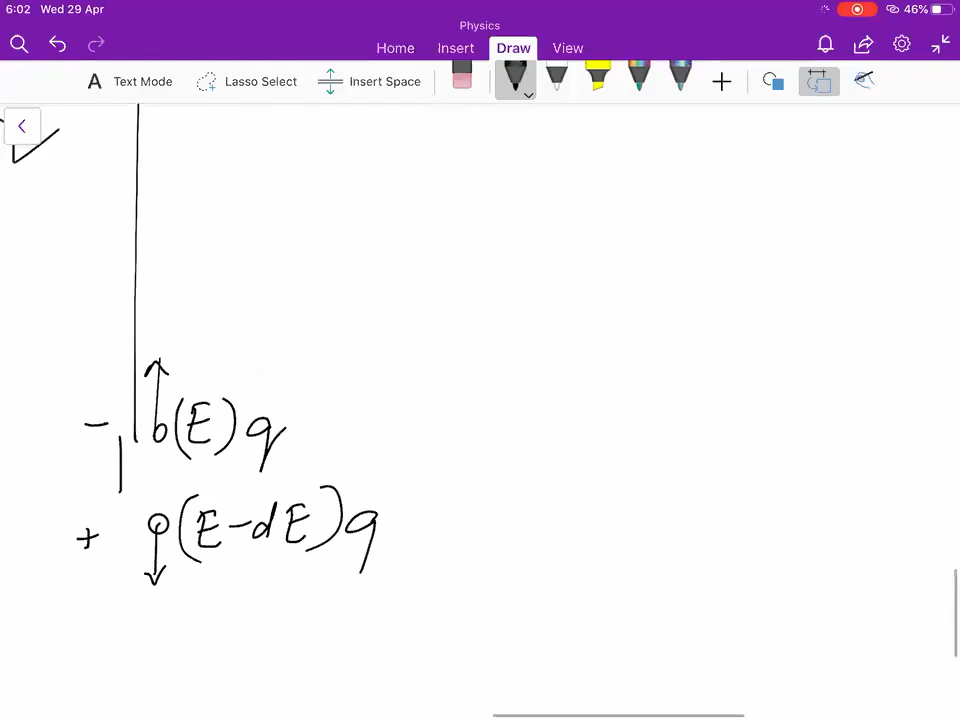 6:02 Wed 29 Apr
46%
Physics
Home Insert Draw View
A Text Mode Lasso Select Insert Space
- (E)q
+ (E-dE)q